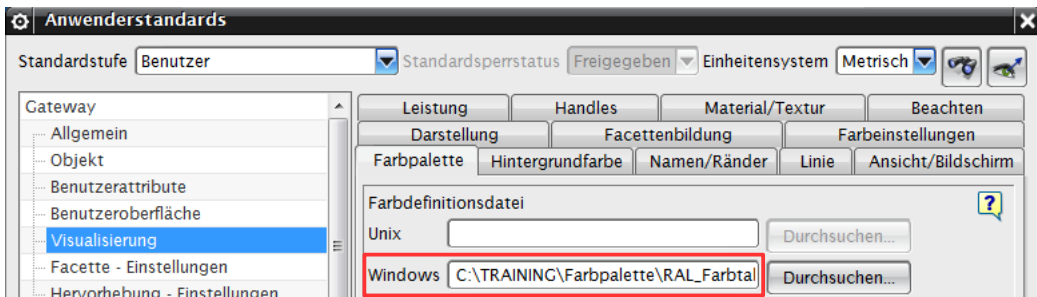 Anwenderstandards
Standardstufe Benutzer Standardsperrstatus Freigegeben Einheitensystem Metrisch
Gateway
Allgemein
Objekt
Benutzerattribute
Benutzeroberfläche
Visualisierung
Facette - Einstellungen
Hervorhebung - Einstellungen
Leistung Handles Material/Textur Beachten
Darstellung Facettenbildung Farbeinstellungen
Farbpalette Hintergrundfarbe Namen/Ränder Linie Ansicht/Bildschirm
Farbdefinitionsdatei
Unix Durchsuchen...
Windows C:\TRAINING\Farbpalette\RAL_Farbtal Durchsuchen...